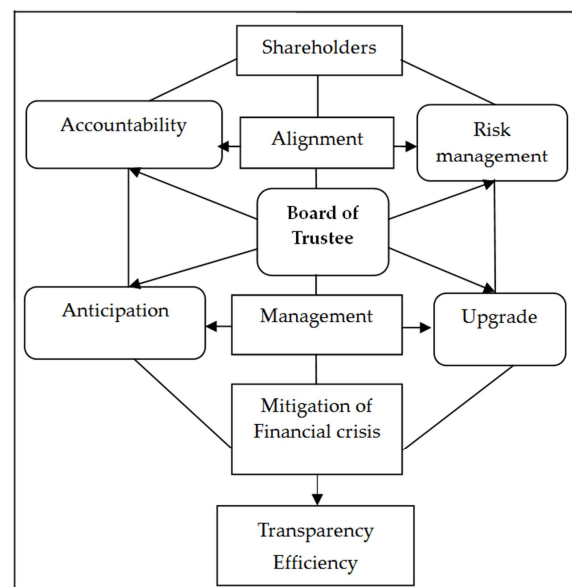 Shareholders
Accountability
Alignment
Risk
management
Board of
Trustee
Anticipation
Management
Upgrade
Mitigation of
Financial crisis
Transparency
Efficiency